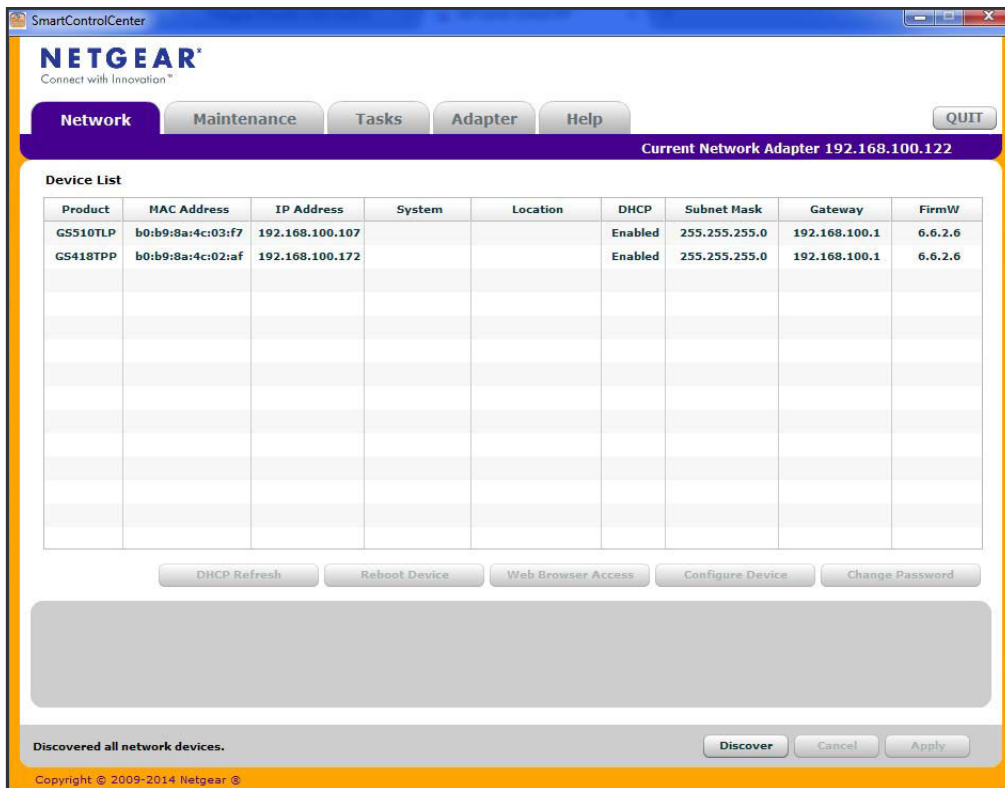 SmartControlCenter
NETGEAR®
Connect with Innovation™
Network Maintenance Tasks Adapter Help QUIT
Current Network Adapter 192.168.100.122
Device List
Product MAC Address IP Address System Location DHCP Subnet Mask Gateway FirmW
GS510TLP b0:b9:8a:4c:03:f7 192.168.100.107 Enabled 255.255.255.0 192.168.100.1 6.6.2.6
GS418TPP b0:b9:8a:4c:02:af 192.168.100.172 Enabled 255.255.255.0 192.168.100.1 6.6.2.6
DHCP Refresh Reboot Device Web Browser Access Configure Device Change Password
Discovered all network devices. Discover Cancel Apply
Copyright © 2009-2014 Netgear ®